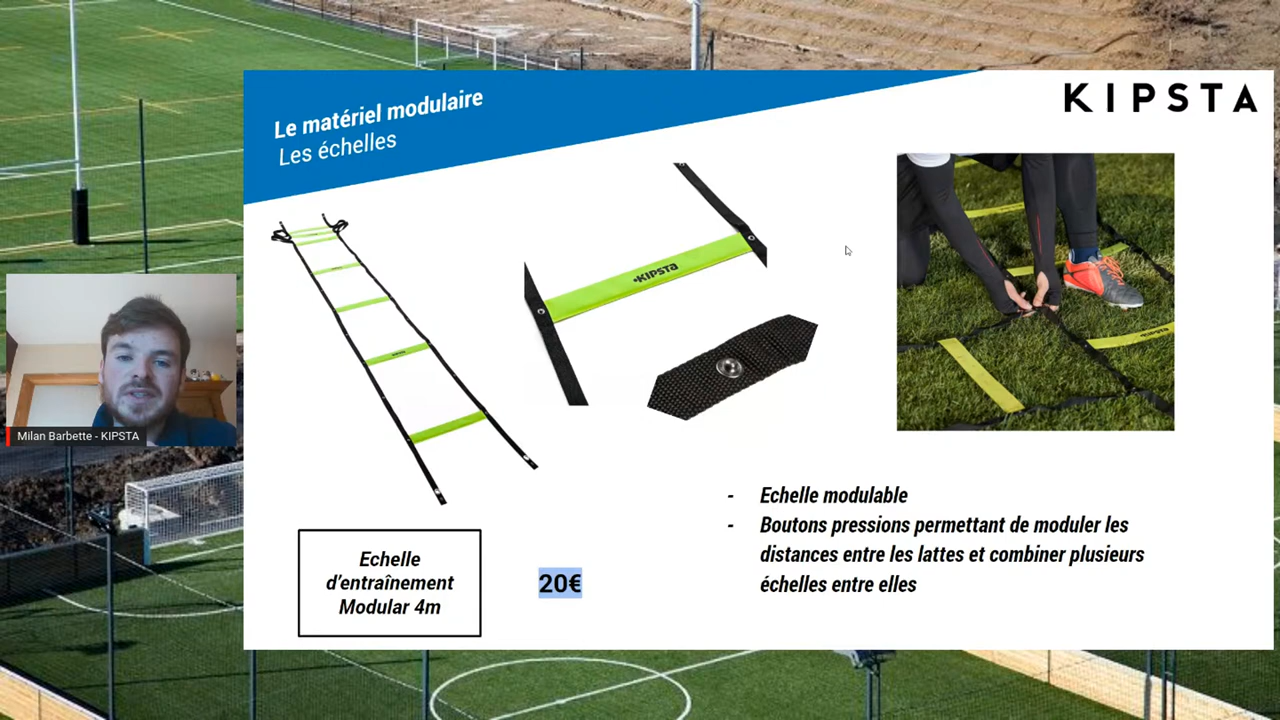 Le matériel modulaire
Les échelles
KIPSTA
KIPSTA
KIPSTA
Milan Barbette - KIPSTA
Echelle
d'entraînement
Modular 4m
20€
- Echelle modulable
- Boutons pressions permettant de moduler les
distances entre les lattes et combiner plusieurs
échelles entre elles